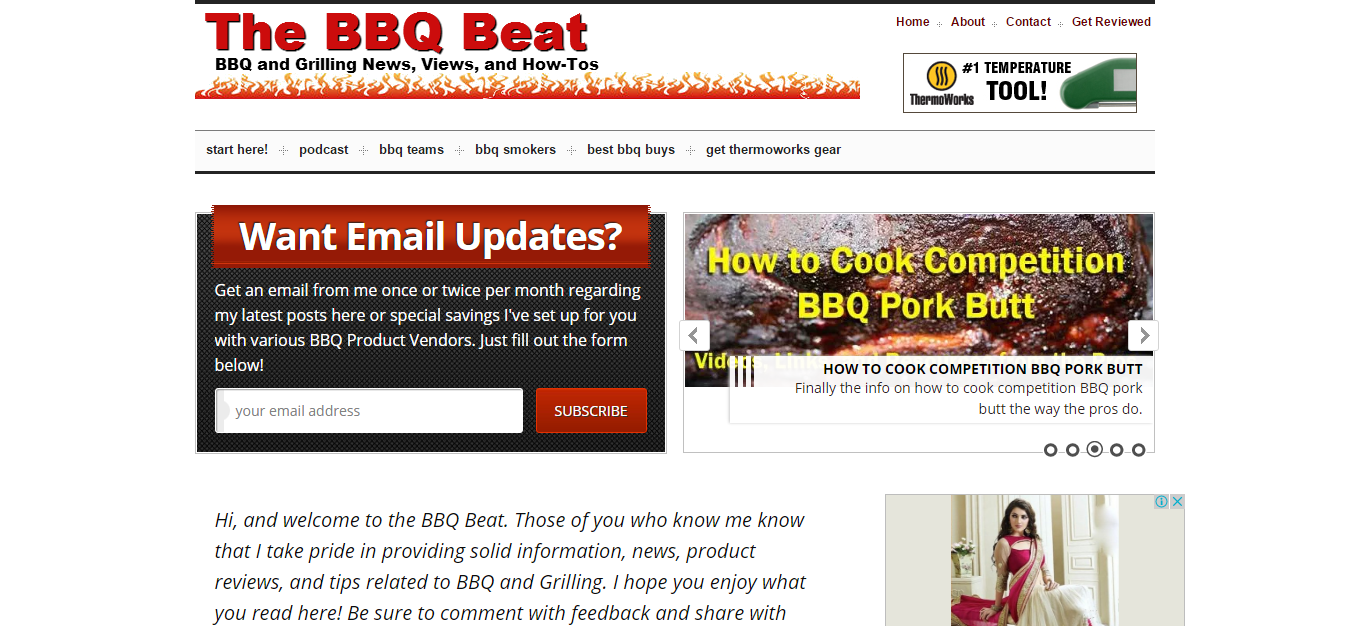 The BBQ Beat
BBQ and Grilling News, Views, and How-Tos
Home
About
Contact
Get Reviewed
#1 TEMPERATURE
TOOL!
ThermoWorks
start here!
podcast
bbq teams
bbq smokers
best bbq buys
get thermoworks gear
Want Email Updates?
Get an email from me once or twice per month regarding
my latest posts here or special savings I've set up for you
with various BBQ Product Vendors. Just fill out the form
below!
your email address
SUBSCRIBE
How to Cook Competition
BBQ Pork Butt
HOW TO COOK COMPETITION BBQ PORK BUTT
Finally the info on how to cook competition BBQ pork
butt the way the pros do.
Hi, and welcome to the BBQ Beat. Those of you who know me know
that I take pride in providing solid information, news, product
reviews, and tips related to BBQ and Grilling. I hope you enjoy what
you read here! Be sure to comment with feedback and share with